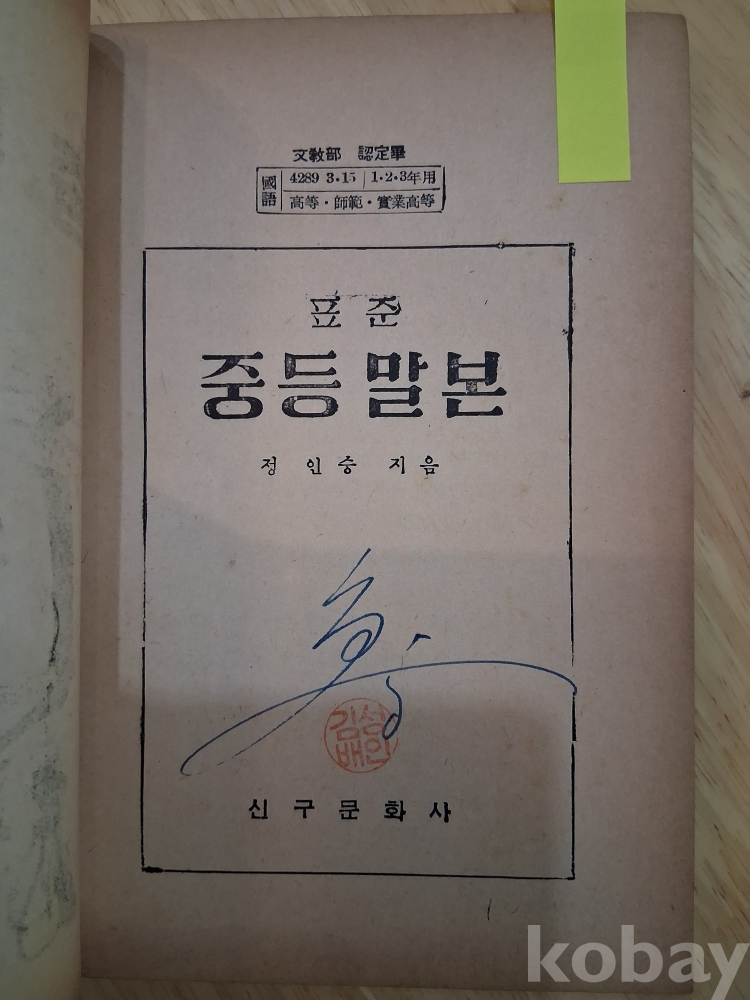 文敎部 認定畢
國語
4289 3·15 1·2·3年用
高等·師範·實業高等
표준
중등말본
정인승 지음
김성배인
신구문화사
kobay